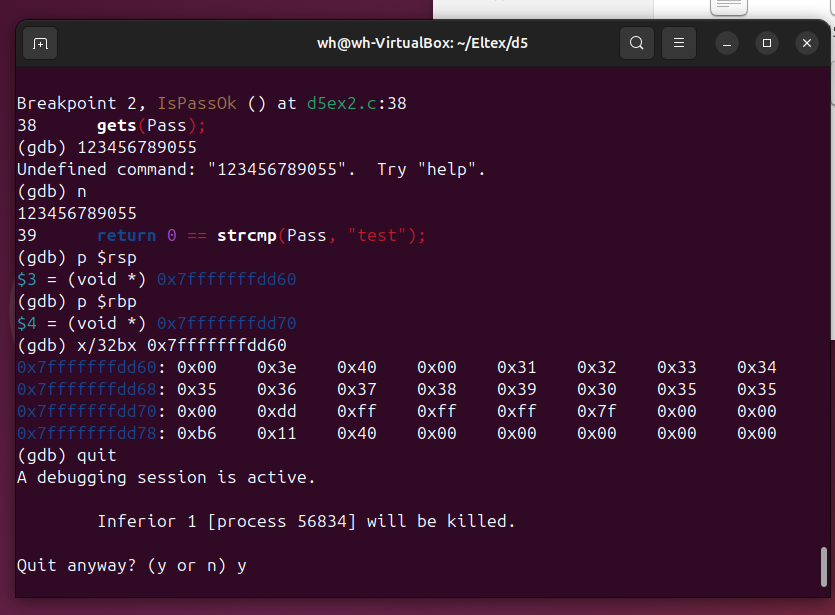 wh@wh-VirtualBox: ~/Eltex/d5
Breakpoint 2, IsPassOk () at d5ex2.c:38
38      gets(Pass);
(gdb) 123456789055
Undefined command: "123456789055".  Try "help".
(gdb) n
123456789055
39      return 0 == strcmp(Pass, "test");
(gdb) p $rsp
$3 = (void *) 0x7fffffffdd60
(gdb) p $rbp
$4 = (void *) 0x7fffffffdd70
(gdb) x/32bx 0x7fffffffdd60
0x7fffffffdd60: 0x00    0x3e    0x40    0x00    0x31    0x32    0x33    0x34
0x7fffffffdd68: 0x35    0x36    0x37    0x38    0x39    0x30    0x35    0x35
0x7fffffffdd70: 0x00    0xdd    0xff    0xff    0xff    0x7f    0x00    0x00
0x7fffffffdd78: 0xb6    0x11    0x40    0x00    0x00    0x00    0x00    0x00
(gdb) quit
A debugging session is active.
Inferior 1 [process 56834] will be killed.
Quit anyway? (y or n) y